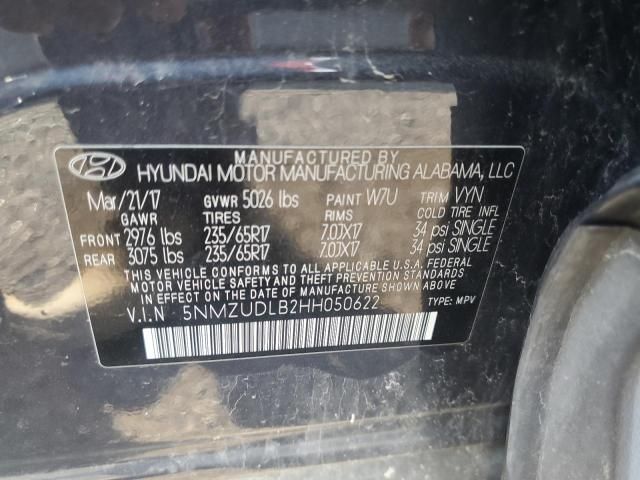 MANUFACTURED BY
HYUNDAI MOTOR MANUFACTURING ALABAMA, LLC
Mar/21/17 GVWR 5026 lbs PAINT W7U TRIM VYN
GAWR TIRES RIMS COLD TIRE INFL
FRONT 2976 lbs 235/65R17 7.0JX17 34 psi SINGLE
REAR 3075 lbs 235/65R17 7.0JX17 34 psi SINGLE
THIS VEHICLE CONFORMS TO ALL APPLICABLE U.S.A. FEDERAL
MOTOR VEHICLE SAFETY, BUMPER, AND THEFT PREVENTION
STANDARDS IN EFFECT ON THE DATE OF MANUFACTURE SHOWN ABOVE.
V.I.N 5NMZUDLB2HH050622 TYPE: MPV